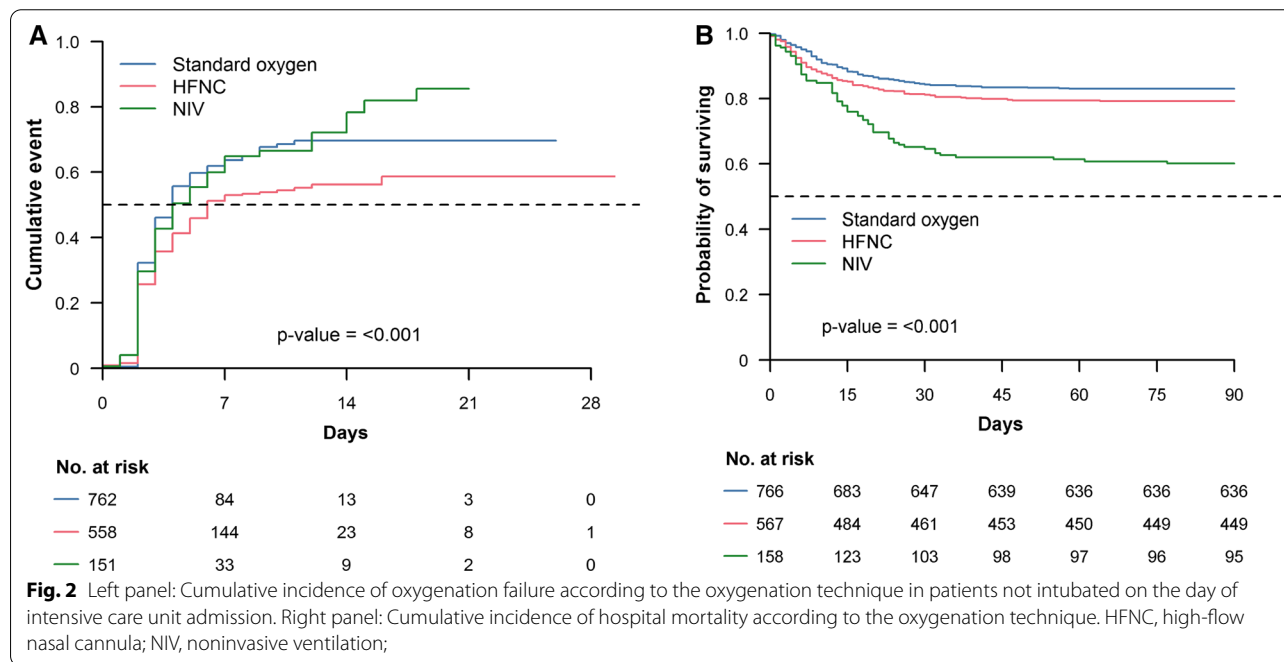 A
1.0
0.8
0.6
0.4
0.2
0
Cumulative event
Standard oxygen
HFNC
NIV
p-value = <0.001
0 7 14 21 28
Days
No. at risk
762 84 13 3 0
558 144 23 8 1
151 33 9 2 0
B
1.0
0.8
0.6
0.4
0.2
0
Probability of surviving
Standard oxygen
HFNC
NIV
p-value = <0.001
0 15 30 45 60 75 90
Days
No. at risk
766 683 647 639 636 636 636
567 484 461 453 450 449 449
158 123 103 98 97 96 95
Fig. 2 Left panel: Cumulative incidence of oxygenation failure according to the oxygenation technique in patients not intubated on the day of
intensive care unit admission. Right panel: Cumulative incidence of hospital mortality according to the oxygenation technique. HFNC, high-flow
nasal cannula; NIV, noninvasive ventilation;